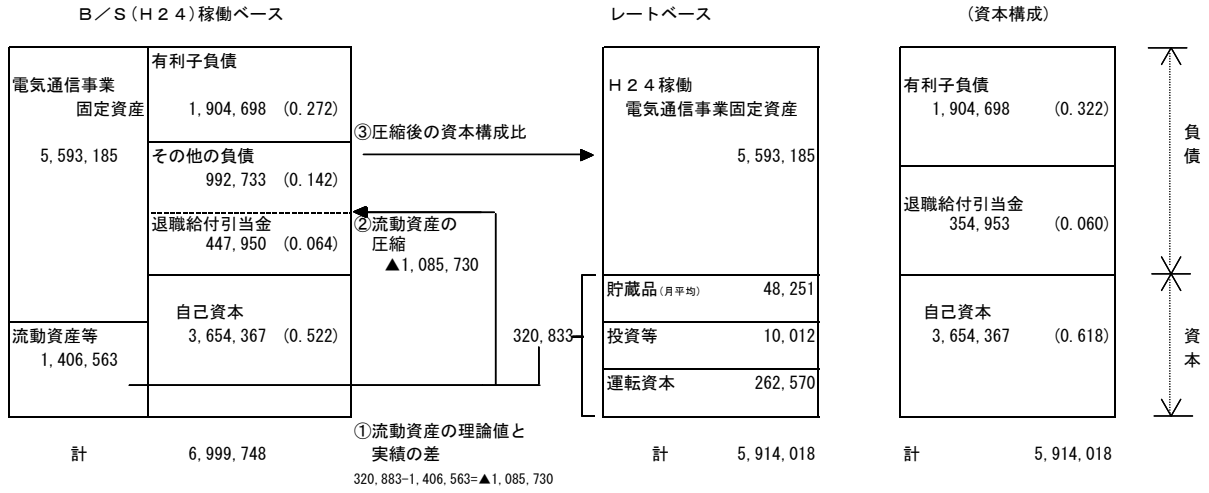 Ｂ／Ｓ（Ｈ２４）稼働ベース
レートベース
（資本構成）
電気通信事業
固定資産
5,593,185
流動資産等
1,406,563
有利子負債
1,904,698 (0.272)
その他の負債
992,733 (0.142)
退職給付引当金
447,950 (0.064)
自己資本
3,654,367 (0.522)
計 6,999,748
③圧縮後の資本構成比
②流動資産の
圧縮
▲1,085,730
320,833
①流動資産の理論値と
実績の差
320,883-1,406,563=▲1,085,730
Ｈ２４稼働
電気通信事業固定資産
5,593,185
貯蔵品(月平均) 48,251
投資等 10,012
運転資本 262,570
計 5,914,018
有利子負債
1,904,698 (0.322)
退職給付引当金
354,953 (0.060)
自己資本
3,654,367 (0.618)
計 5,914,018
負債
資本